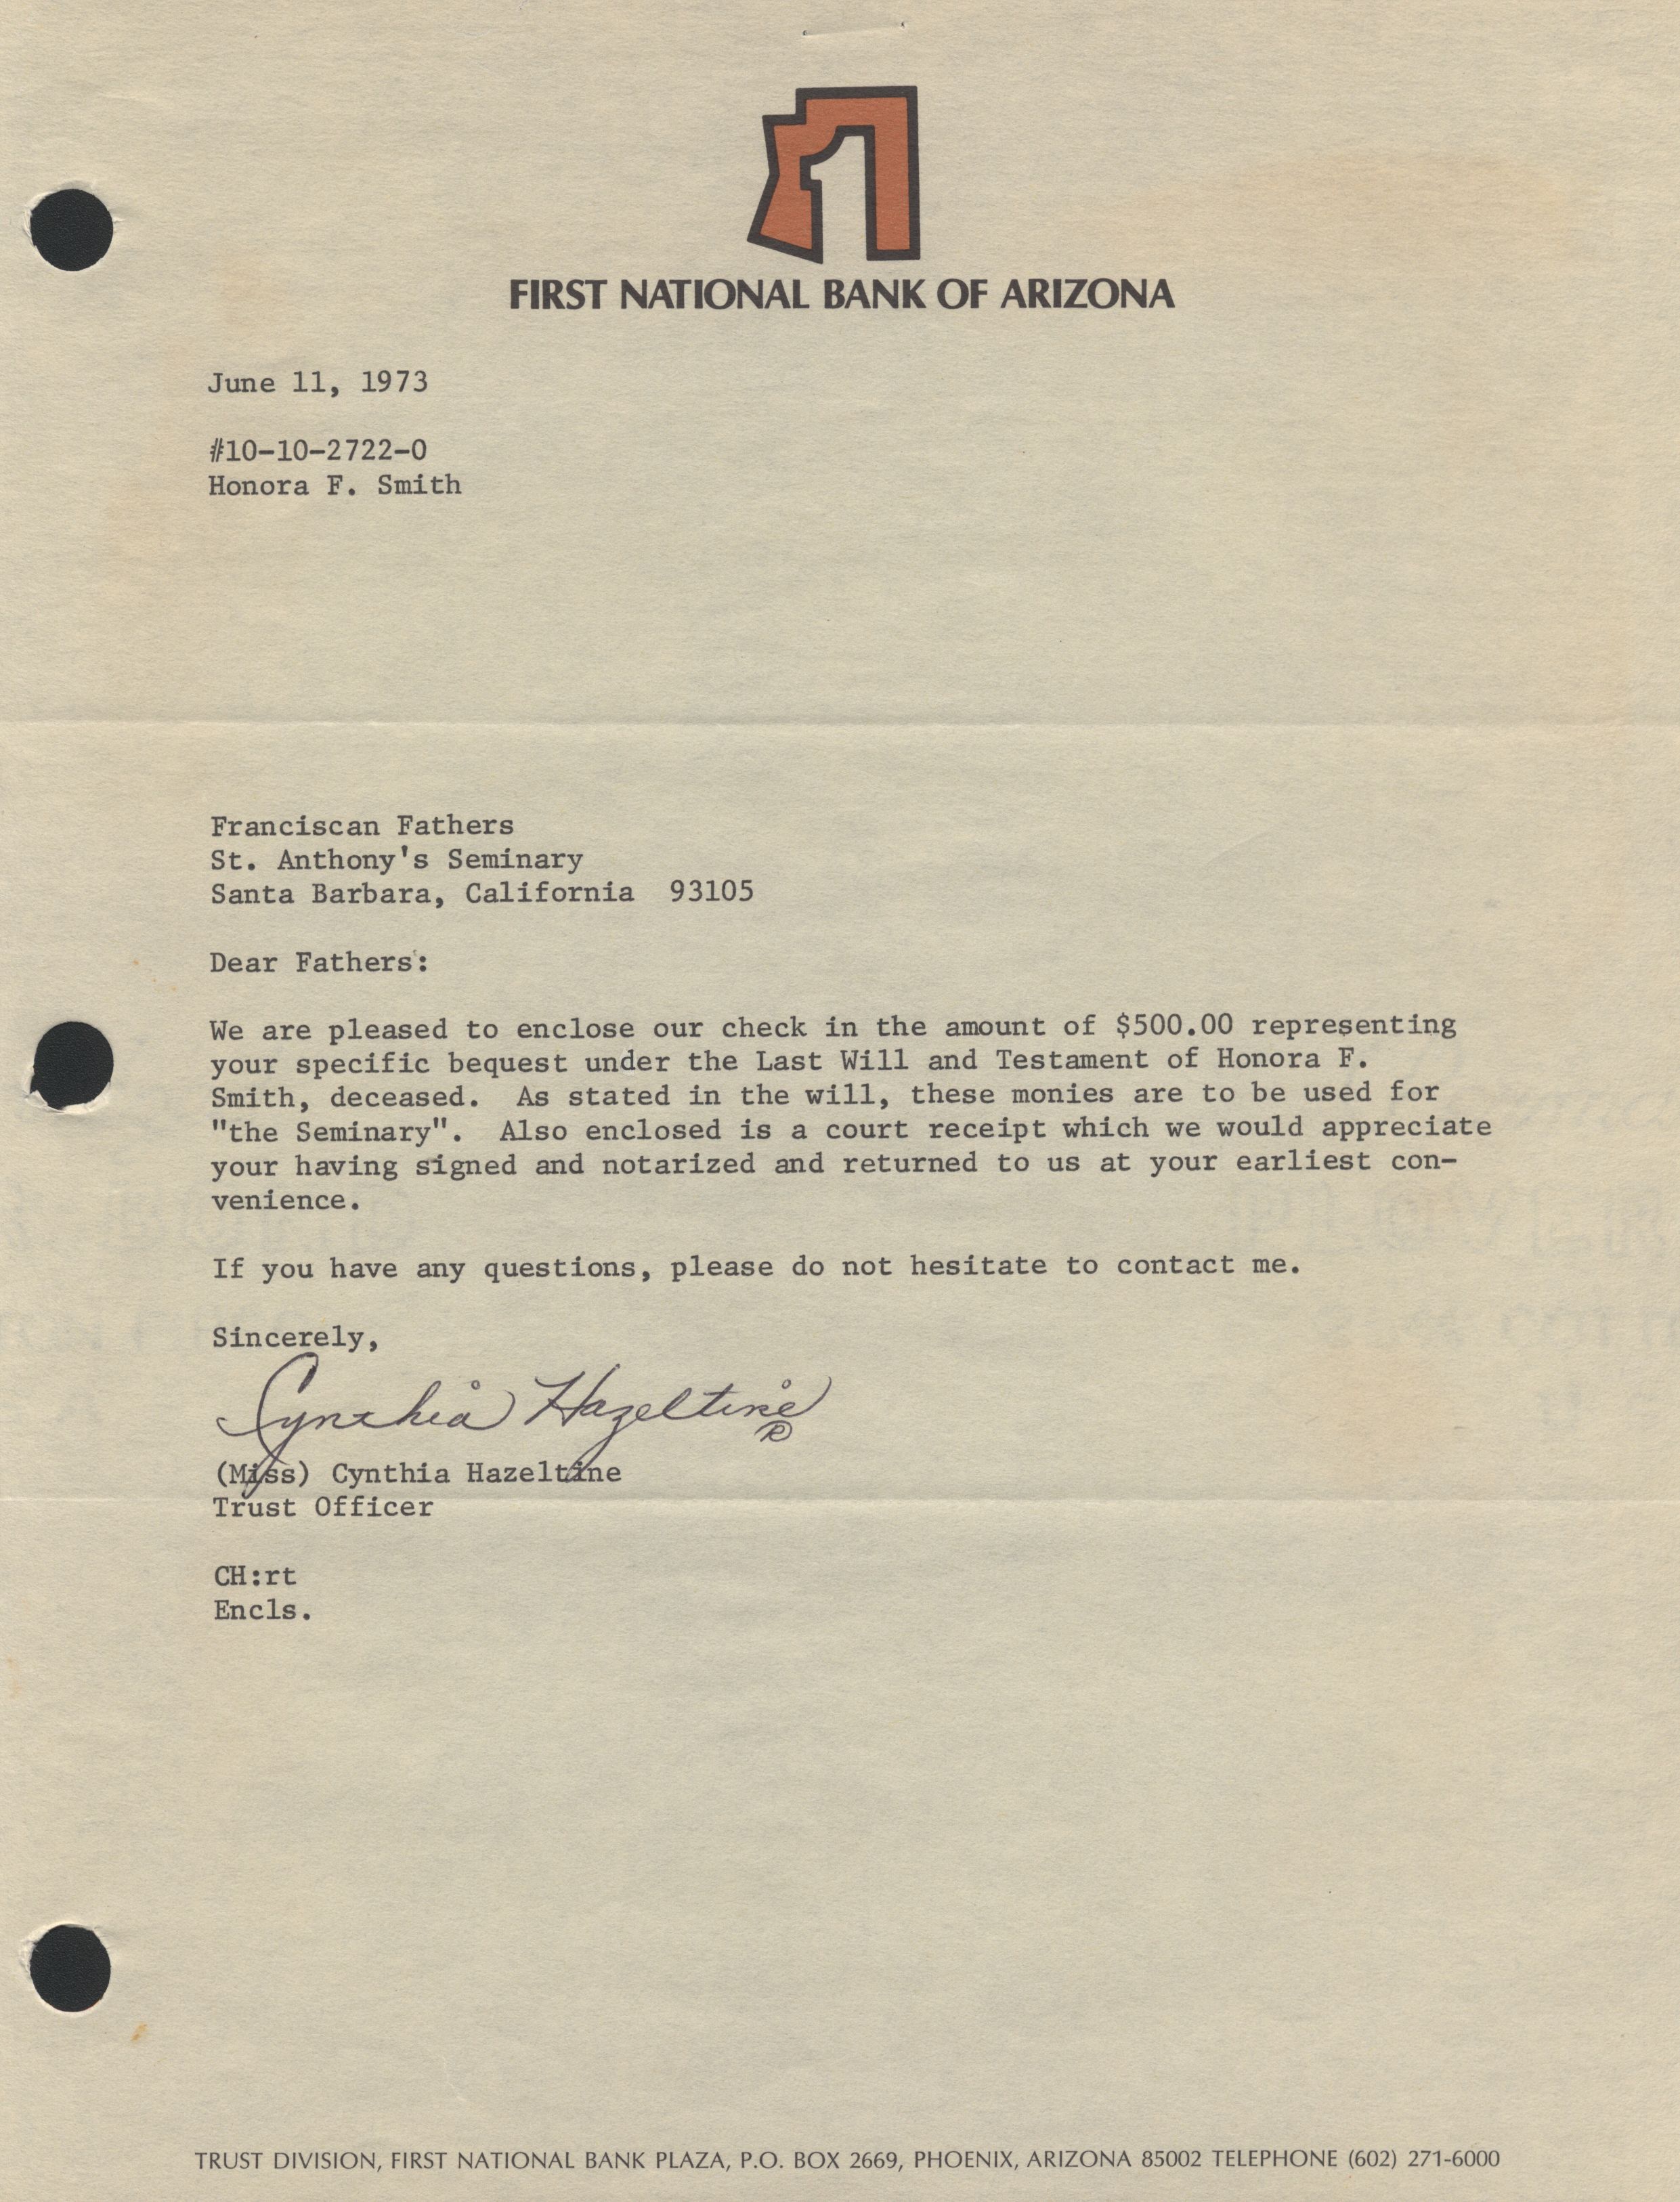 1
FIRST NATIONAL BANK OF ARIZONA
June 11, 1973
#10-10-2722-0
Honora F. Smith
Franciscan Fathers
St. Anthony's Seminary
Santa Barbara, California  93105
Dear Fathers:
We are pleased to enclose our check in the amount of $500.00 representing
your specific bequest under the Last Will and Testament of Honora F.
Smith, deceased.  As stated in the will, these monies are to be used for
"the Seminary".  Also enclosed is a court receipt which we would appreciate
your having signed and notarized and returned to us at your earliest con-
venience.
If you have any questions, please do not hesitate to contact me.
Sincerely,
Cynthia Hazeltine
R
(Miss) Cynthia Hazeltine
Trust Officer
CH:rt
Encls.
TRUST DIVISION, FIRST NATIONAL BANK PLAZA, P.O. BOX 2669, PHOENIX, ARIZONA 85002 TELEPHONE (602) 271-6000